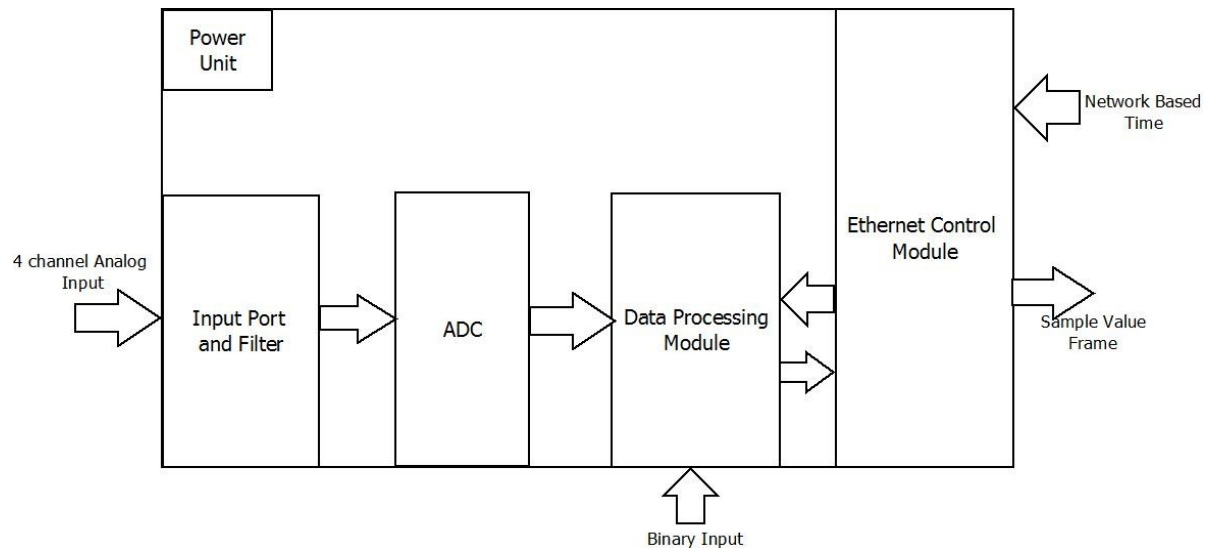 Power
Unit
Network Based
Time
4 channel Analog
Input
Input Port
and Filter
ADC
Data Processing
Module
Ethernet Control
Module
Sample Value
Frame
Binary Input